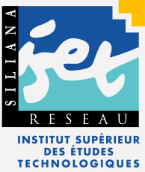 SILIANA
iset
RESEAU
INSTITUT SUPÉRIEUR
DES ÉTUDES
TECHNOLOGIQUES